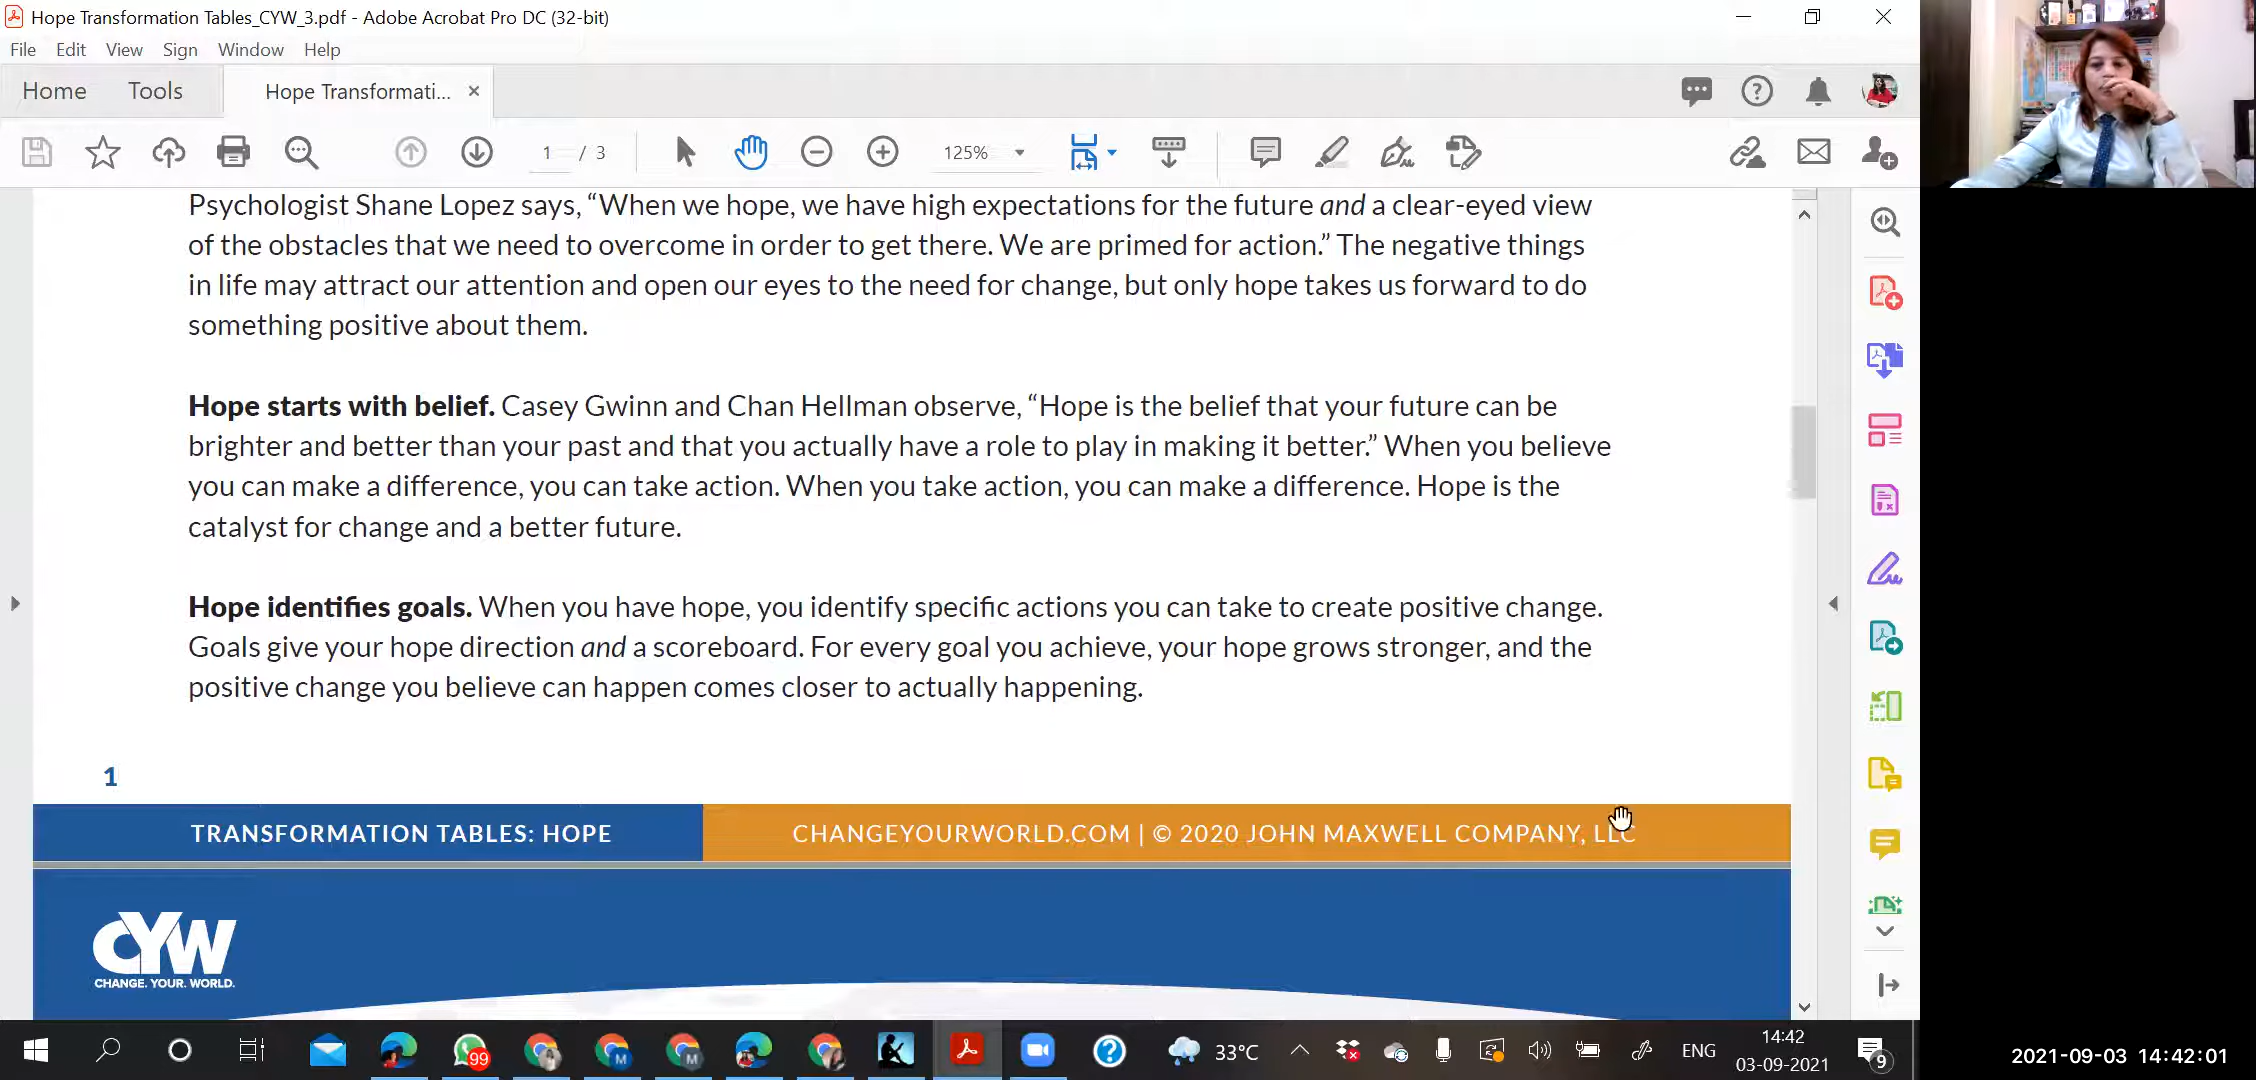 Hope Transformation Tables_CYW_3.pdf - Adobe Acrobat Pro DC (32-bit)
File Edit View Sign Window Help
Home Tools Hope Transformati... ×
1 / 3 125%
Psychologist Shane Lopez says, “When we hope, we have high expectations for the future and a clear-eyed view
of the obstacles that we need to overcome in order to get there. We are primed for action.” The negative things
in life may attract our attention and open our eyes to the need for change, but only hope takes us forward to do
something positive about them.
Hope starts with belief. Casey Gwinn and Chan Hellman observe, “Hope is the belief that your future can be
brighter and better than your past and that you actually have a role to play in making it better.” When you believe
you can make a difference, you can take action. When you take action, you can make a difference. Hope is the
catalyst for change and a better future.
Hope identifies goals. When you have hope, you identify specific actions you can take to create positive change.
Goals give your hope direction and a scoreboard. For every goal you achieve, your hope grows stronger, and the
positive change you believe can happen comes closer to actually happening.
1
TRANSFORMATION TABLES: HOPE CHANGEYOURWORLD.COM | © 2020 JOHN MAXWELL COMPANY, LLC
CYW
CHANGE. YOUR. WORLD.
99 M M 33°C ENG 14:42
03-09-2021 9
2021-09-03 14:42:01